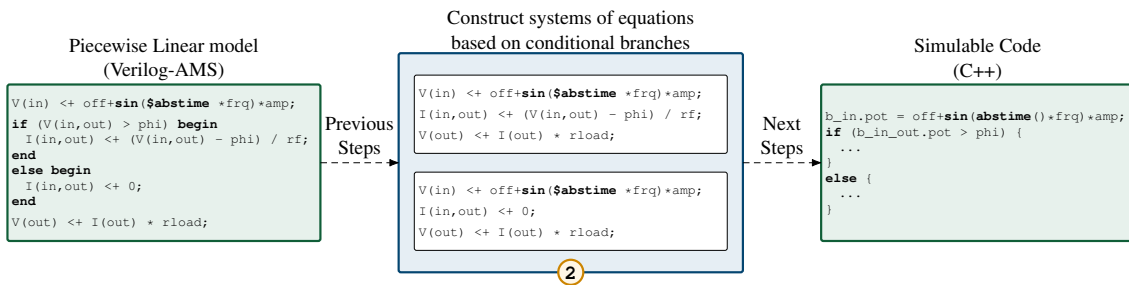 Piecewise Linear model
(Verilog-AMS)
V(in) <+ off+sin($abstime *frq)*amp;
if (V(in,out) > phi) begin
I(in,out) <+ (V(in,out) - phi) / rf;
end
else begin
I(in,out) <+ 0;
end
V(out) <+ I(out) * rload;
Previous
Steps
Construct systems of equations
based on conditional branches
V(in) <+ off+sin($abstime *frq)*amp;
I(in,out) <+ (V(in,out) - phi) / rf;
V(out) <+ I(out) * rload;
V(in) <+ off+sin($abstime *frq)*amp;
I(in,out) <+ 0;
V(out) <+ I(out) * rload;
2
Next
Steps
Simulable Code
(C++)
b_in.pot = off+sin(abstime()*frq)*amp;
if (b_in_out.pot > phi) {
...
}
else {
...
}